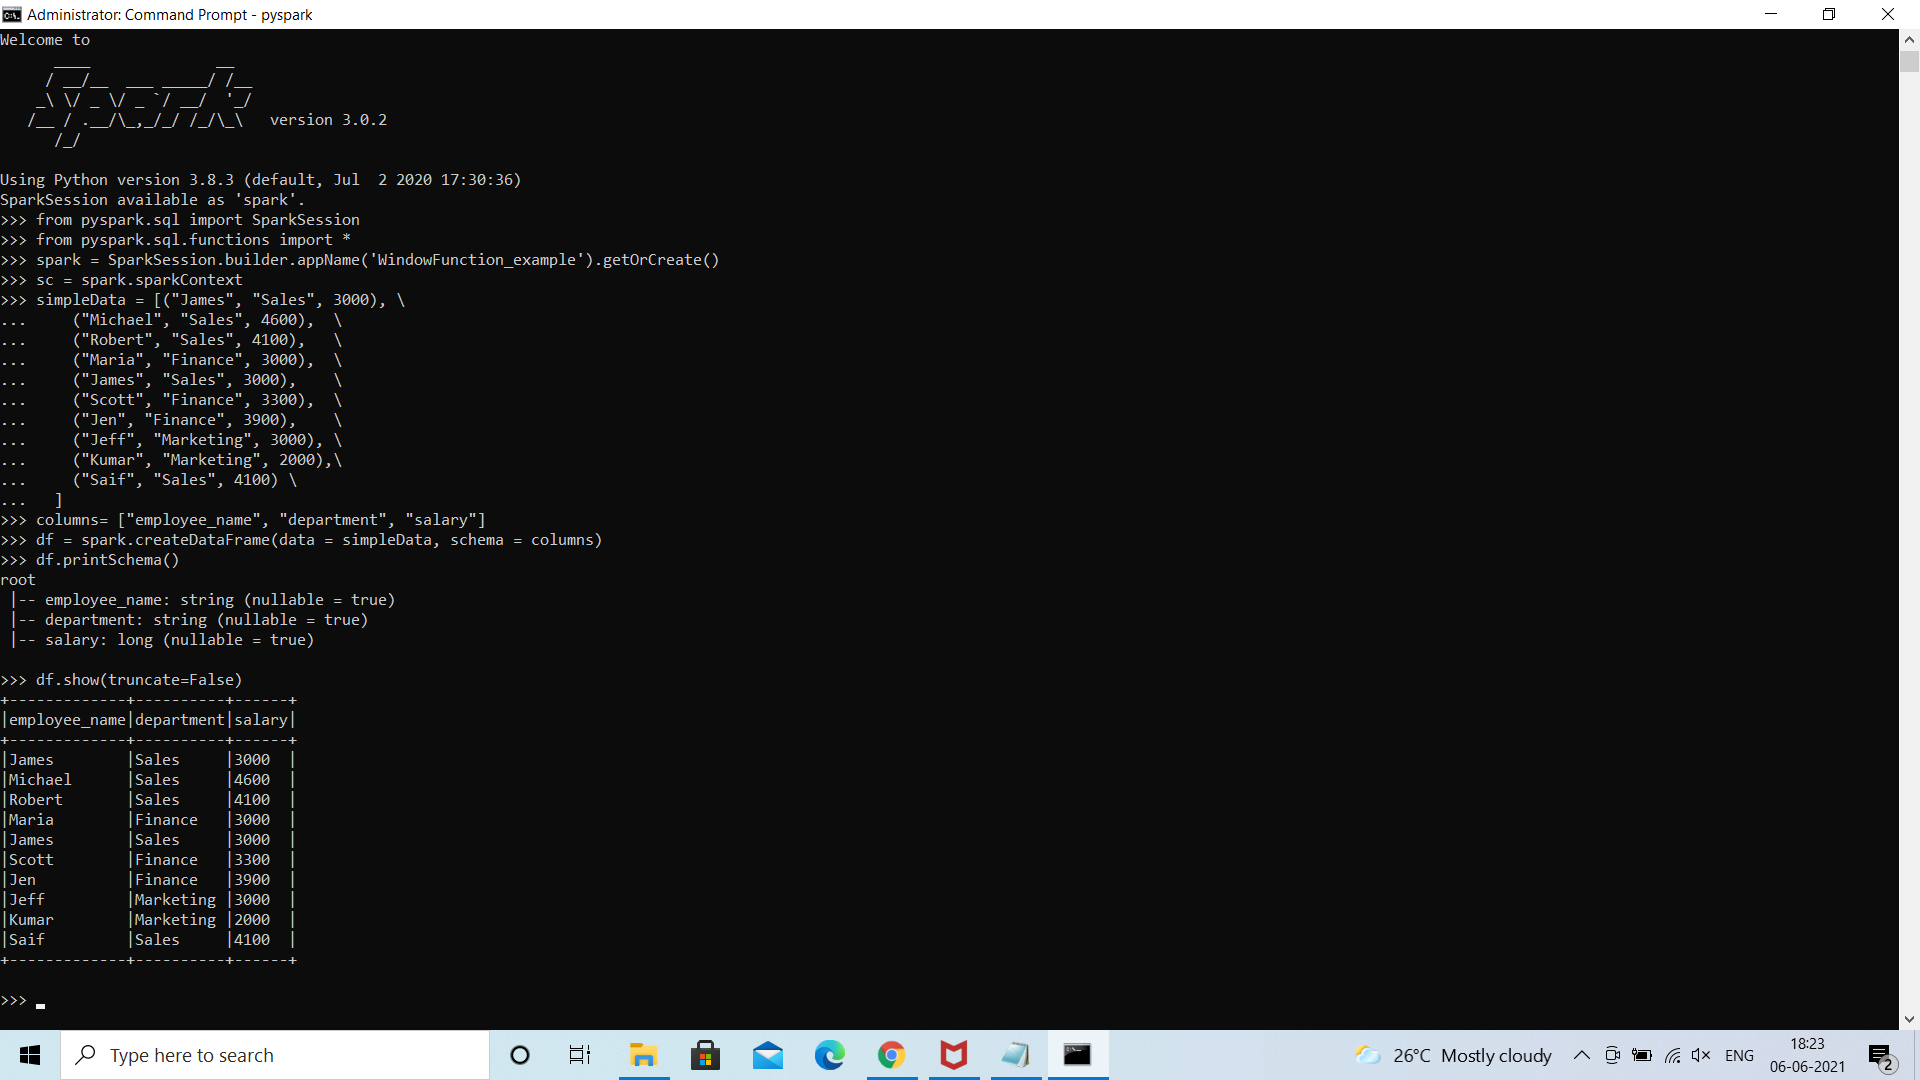 Administrator: Command Prompt - pyspark
Welcome to
      ____              __
     / __/__  ___ _____/ /__
    _\ \/ _ \/ _ `/ __/  '_/
   /__ / .__/\_,_/_/ /_/\_\   version 3.0.2
      /_/
Using Python version 3.8.3 (default, Jul  2 2020 17:30:36)
SparkSession available as 'spark'.
>>> from pyspark.sql import SparkSession
>>> from pyspark.sql.functions import *
>>> spark = SparkSession.builder.appName('WindowFunction_example').getOrCreate()
>>> sc = spark.sparkContext
>>> simpleData = [("James", "Sales", 3000), \
...     ("Michael", "Sales", 4600),  \
...     ("Robert", "Sales", 4100),   \
...     ("Maria", "Finance", 3000),  \
...     ("James", "Sales", 3000),    \
...     ("Scott", "Finance", 3300),  \
...     ("Jen", "Finance", 3900),    \
...     ("Jeff", "Marketing", 3000), \
...     ("Kumar", "Marketing", 2000),\
...     ("Saif", "Sales", 4100) \
...   ]
>>> columns= ["employee_name", "department", "salary"]
>>> df = spark.createDataFrame(data = simpleData, schema = columns)
>>> df.printSchema()
root
 |-- employee_name: string (nullable = true)
 |-- department: string (nullable = true)
 |-- salary: long (nullable = true)
>>> df.show(truncate=False)
+-------------+----------+------+
|employee_name|department|salary|
+-------------+----------+------+
|James        |Sales     |3000  |
|Michael      |Sales     |4600  |
|Robert       |Sales     |4100  |
|Maria        |Finance   |3000  |
|James        |Sales     |3000  |
|Scott        |Finance   |3300  |
|Jen          |Finance   |3900  |
|Jeff         |Marketing |3000  |
|Kumar        |Marketing |2000  |
|Saif         |Sales     |4100  |
+-------------+----------+------+
>>>
Type here to search
26°C Mostly cloudy
ENG
18:23
06-06-2021
2